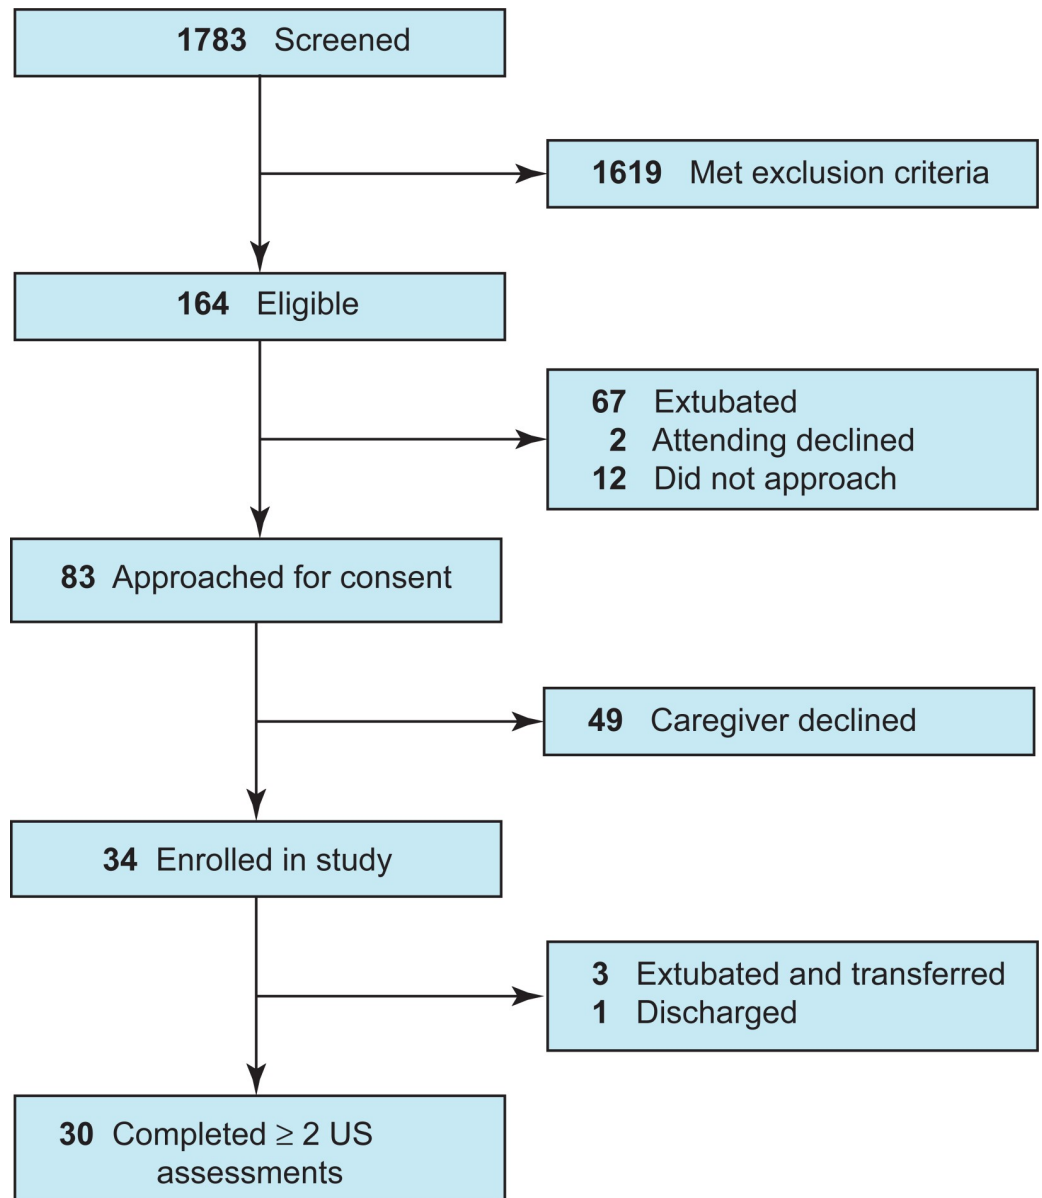 1783 Screened
1619 Met exclusion criteria
164 Eligible
67 Extubated
2 Attending declined
12 Did not approach
83 Approached for consent
49 Caregiver declined
34 Enrolled in study
3 Extubated and transferred
1 Discharged
30 Completed ≥ 2 US
assessments